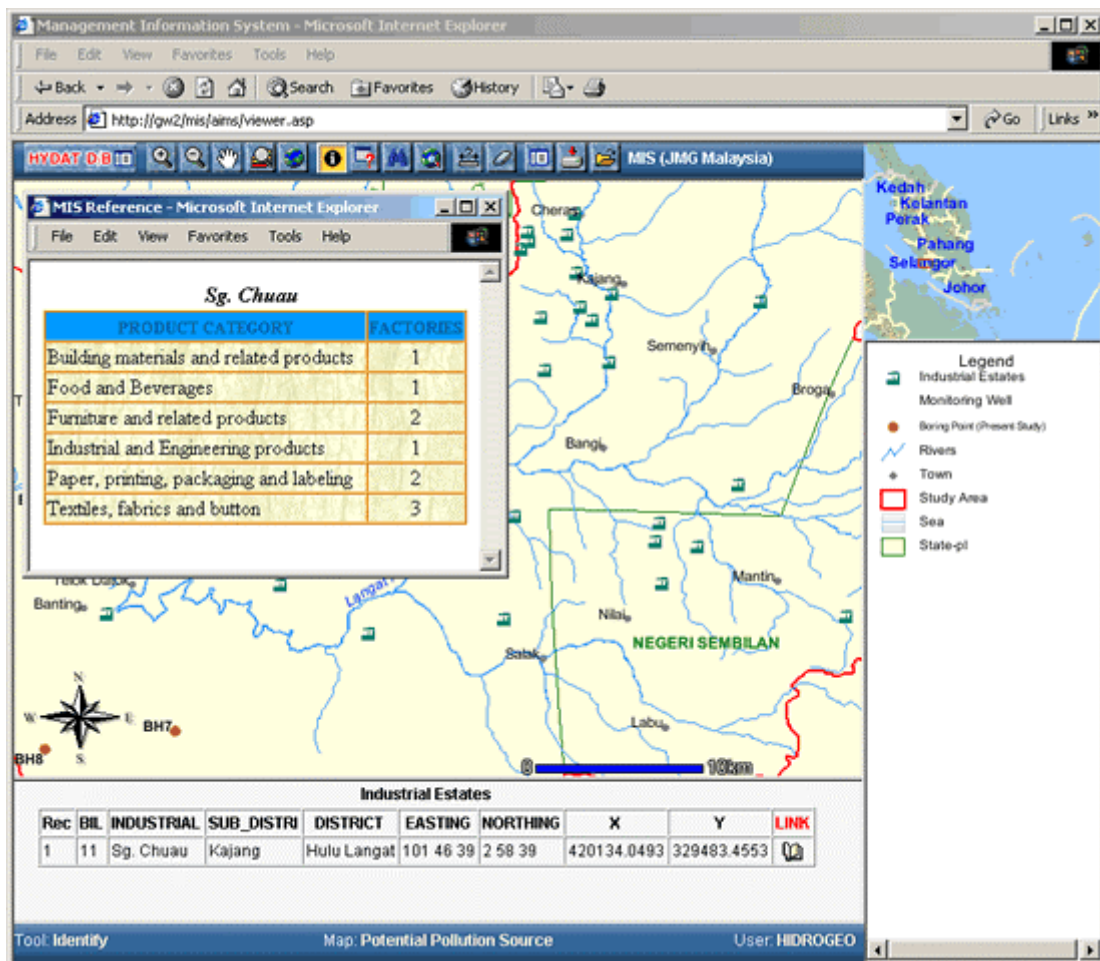 Management Information System - Microsoft Internet Explorer
File Edit View Favorites Tools Help
Back Search Favorites History
Address http://gw2/mis/aims/viewer.asp Go Links »
HYDAT DB MIS (JMG Malaysia)
MIS Reference - Microsoft Internet Explorer
File Edit View Favorites Tools Help
Sg. Chuau
PRODUCT CATEGORY FACTORIES
Building materials and related products 1
Food and Beverages 1
Furniture and related products 2
Industrial and Engineering products 1
Paper, printing, packaging and labeling 2
Textiles, fabrics and button 3
Cheras
Kajang
Semenyih
Broga
Bangi
Mantin
Banting
Langat
Nilai
NEGERI SEMBILAN
Salak
Labu
N
W E
S
BH7
BH8
0 10km
Kedah
Kelantan
Perak
Pahang
Selangor
Johor
Legend
Industrial Estates
Monitoring Well
Boring Point (Present Study)
Rivers
Town
Study Area
Sea
State-pl
Industrial Estates
Rec BIL INDUSTRIAL SUB_DISTRI DISTRICT EASTING NORTHING X Y LINK
1 11 Sg. Chuau Kajang Hulu Langat 101 46 39 2 58 39 420134.0493 329483.4553
Tool: Identify Map: Potential Pollution Source User: HIDROGEO